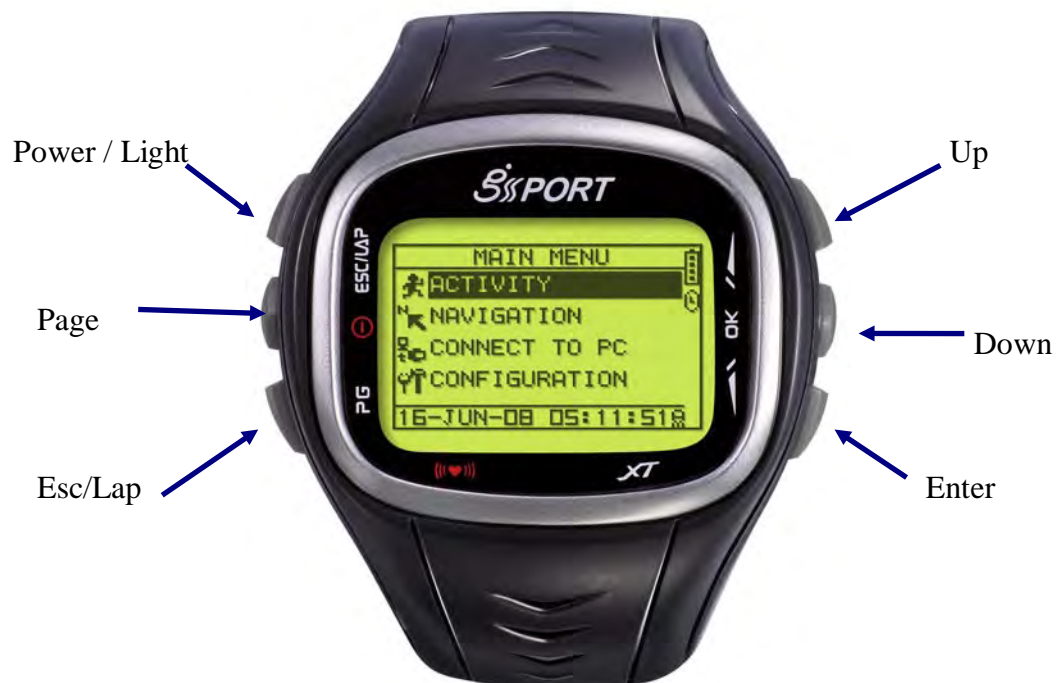 Power / Light
Up
GSPORT
ESC/LAP
MAIN MENU
ACTIVITY
N NAVIGATION
Page
OK
Down
CONNECT TO PC
CONFIGURATION
PG
16-JUN-08 05:11:51
XT
Esc/Lap
Enter